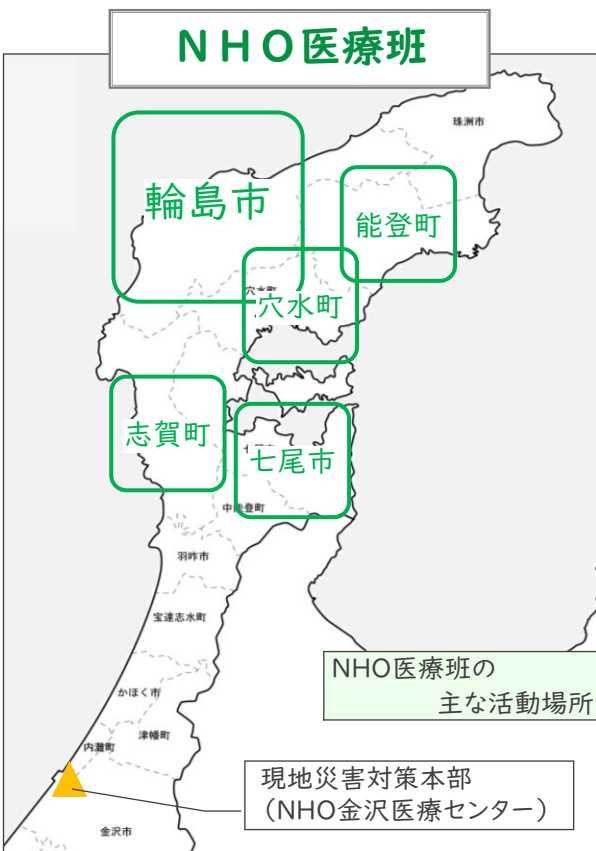 NHO医療班
珠洲市
輪島市
能登町
穴水町
穴水町
志賀町
七尾市
中能登町
羽咋市
宝達志水町
NHO医療班の
主な活動場所
かほく市
津幡町
内灘町
現地災害対策本部
（NHO金沢医療センター）
金沢市